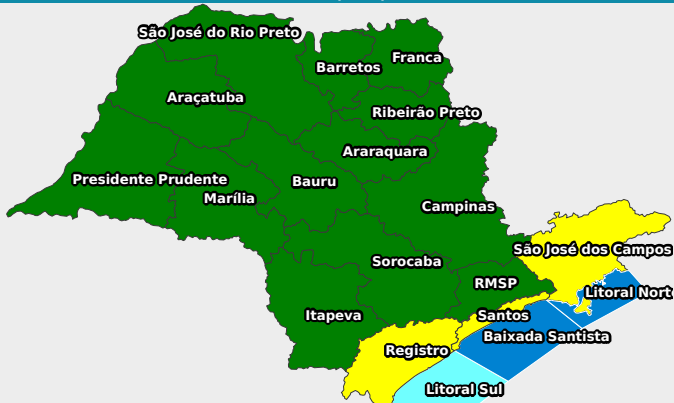 São José do Rio Preto
Franca
Barretos
Araçatuba
Ribeirão Preto
Araraquara
Presidente Prudente
Bauru
Marília
Campinas
São José dos Campos
Sorocaba
RMSP
Litoral Nort
Itapeva
Santos
Baixada Santista
Registro
Litoral Sul